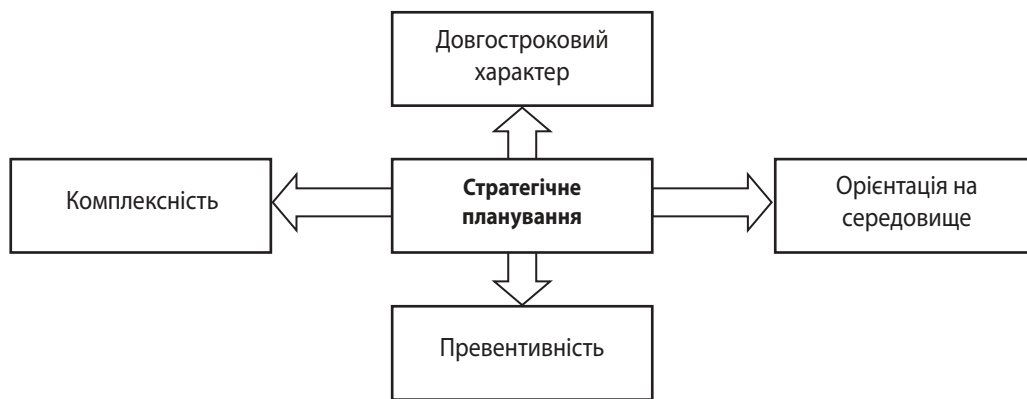 Довгостроковий
характер
Комплексність
Стратегічне
планування
Орієнтація на
середовище
Превентивність